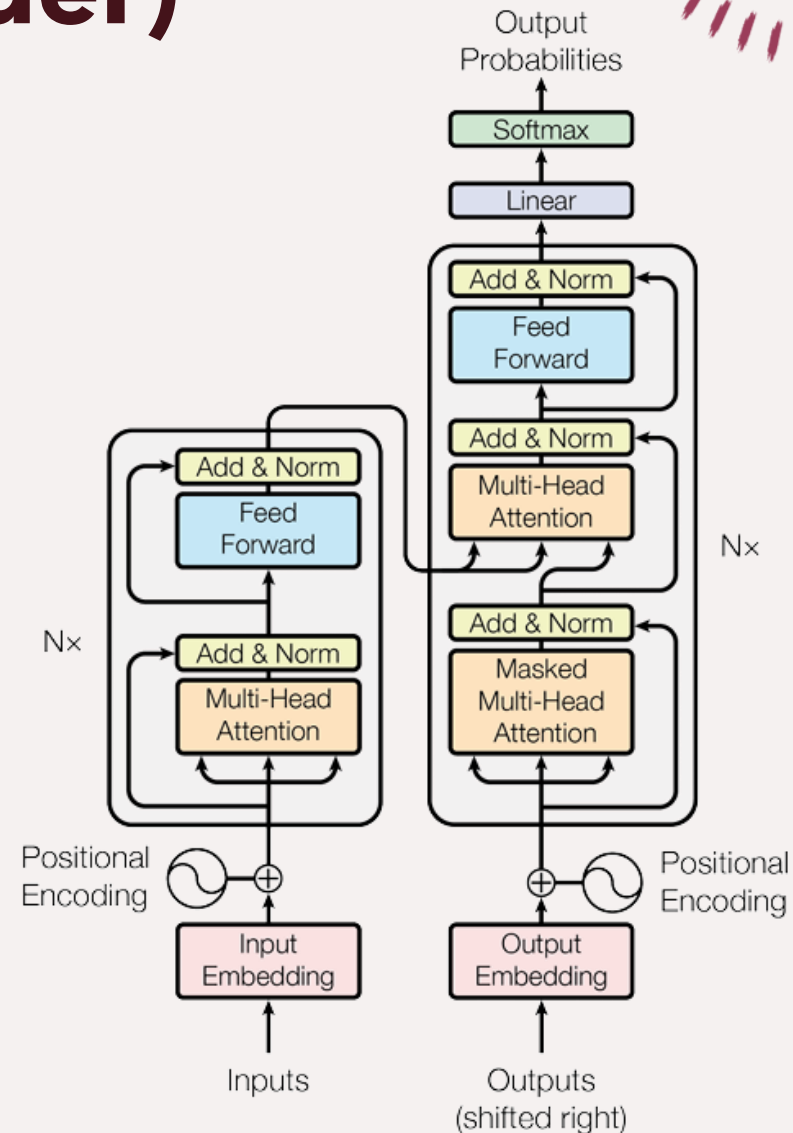 der)
Output
Probabilities
Softmax
Linear
Add & Norm
Feed
Forward
Add & Norm
Multi-Head
Attention
Nx
Add & Norm
Masked
Multi-Head
Attention
Add & Norm
Feed
Forward
Nx
Add & Norm
Multi-Head
Attention
Positional
Encoding
Positional
Encoding
Input
Embedding
Output
Embedding
Inputs
Outputs
(shifted right)